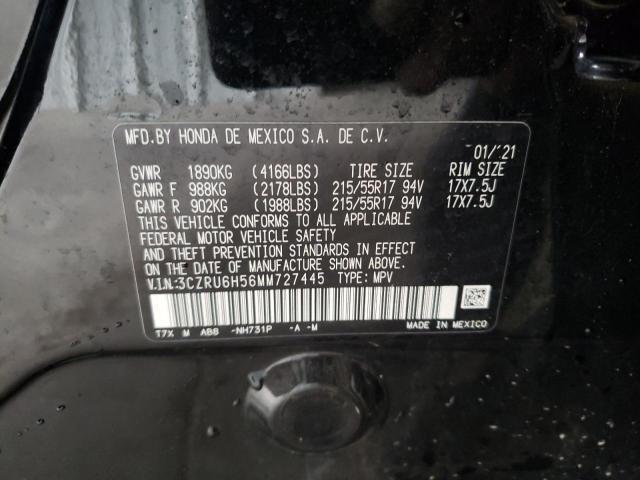 MFD.BY HONDA DE MEXICO S.A. DE C.V.
01/21
GVWR 1890KG (4166LBS) TIRE SIZE RIM SIZE
GAWR F 988KG (2178LBS) 215/55R17 94V 17X7.5J
GAWR R 902KG (1988LBS) 215/55R17 94V 17X7.5J
THIS VEHICLE CONFORMS TO ALL APPLICABLE
FEDERAL MOTOR VEHICLE SAFETY
AND THEFT PREVENTION STANDARDS IN EFFECT
ON THE DATE OF MANUFACTURE SHOWN ABOVE.
V.I.N:3CZRU6H56MM727445 TYPE: MPV
T7X M AB8 -NH731P -A -M MADE IN MEXICO